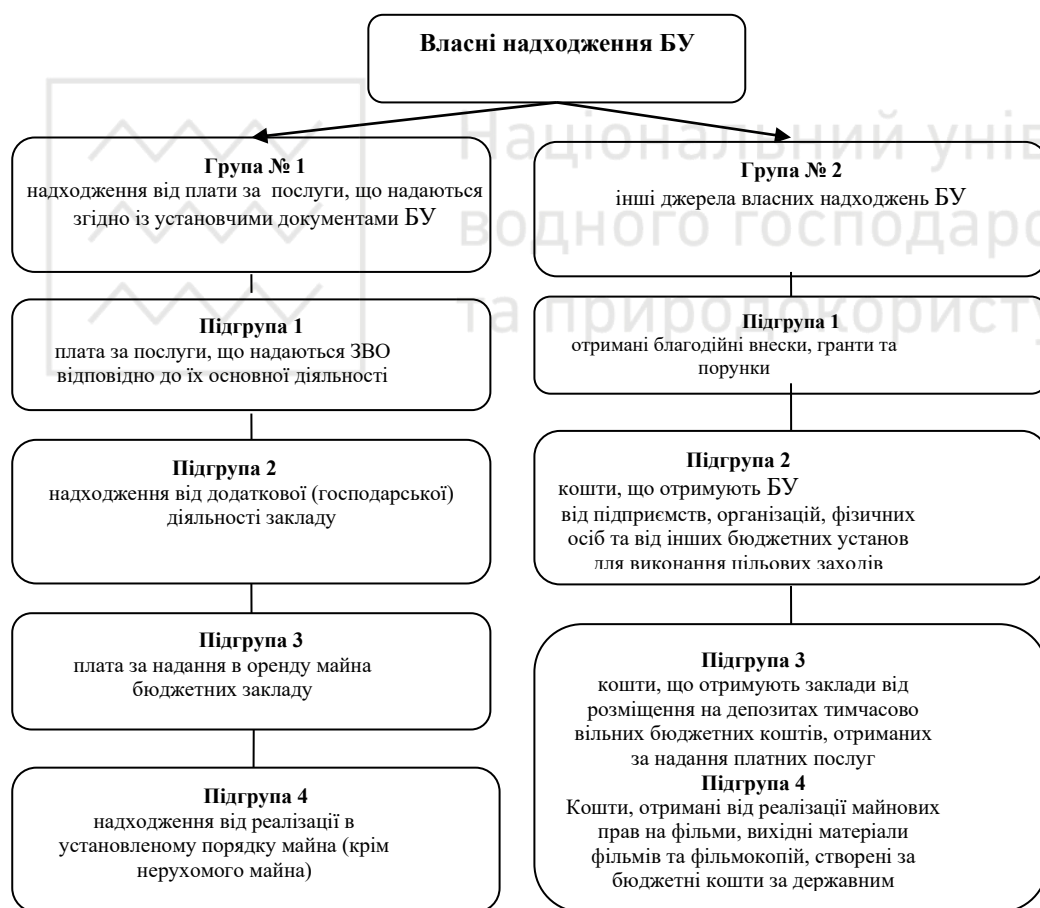 Власні надходження БУ
Національний уніве
водного господарс
та природокористу
Група № 1
надходження від плати за послуги, що надаються
згідно із установчими документами БУ
Підгрупа 1
плата за послуги, що надаються ЗВО
відповідно до їх основної діяльності
Підгрупа 2
надходження від додаткової (господарської)
діяльності закладу
Підгрупа 3
плата за надання в оренду майна
бюджетних закладу
Підгрупа 4
надходження від реалізації в
установленому порядку майна (крім
нерухомого майна)
Група № 2
інші джерела власних надходжень БУ
Підгрупа 1
отримані благодійні внески, гранти та
порунки
Підгрупа 2
кошти, що отримують БУ
від підприємств, організацій, фізичних
осіб та від інших бюджетних установ
для виконання цільових заходів
Підгрупа 3
кошти, що отримують заклади від
розміщення на депозитах тимчасово
вільних бюджетних коштів, отриманих
за надання платних послуг
Підгрупа 4
Кошти, отримані від реалізації майнових
прав на фільми, вихідні матеріали
фільмів та фільмокопій, створені за
бюджетні кошти за державним